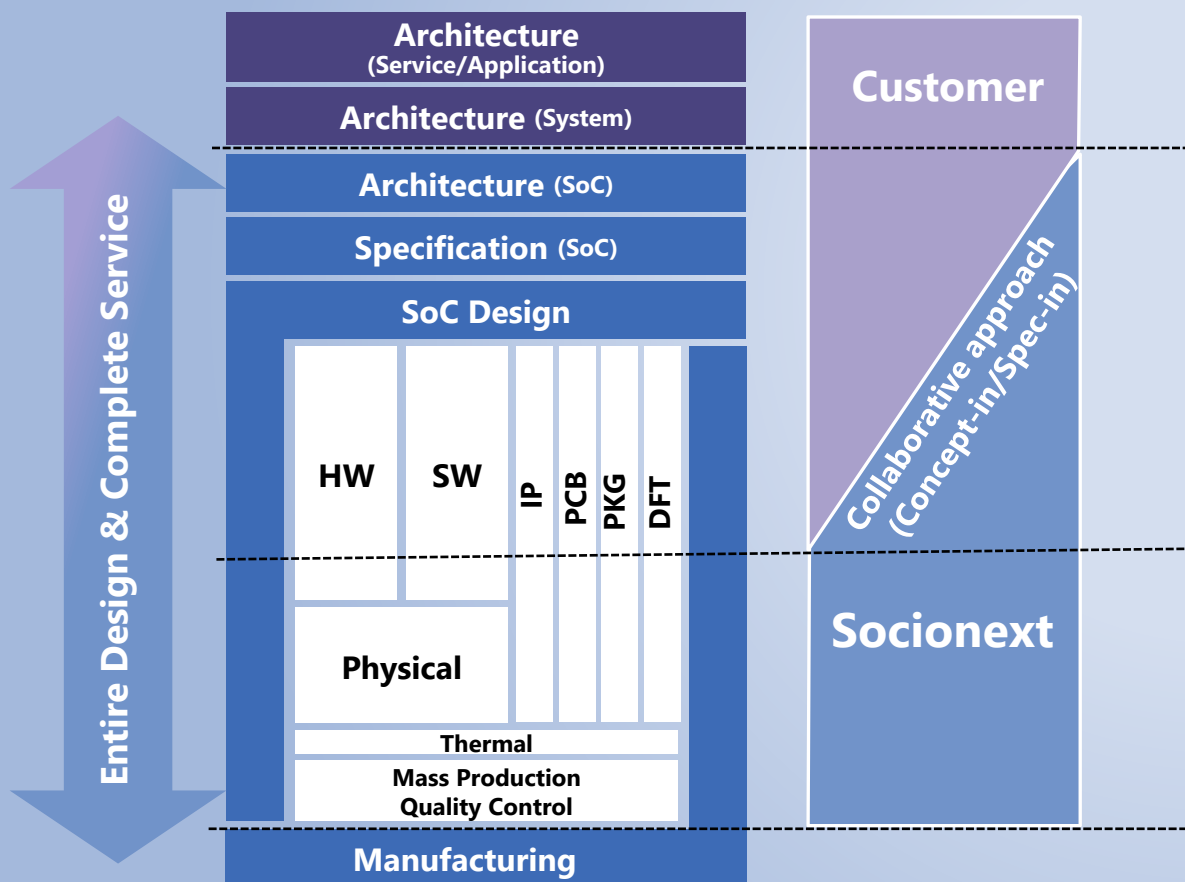 Architecture
(Service/Application)
Architecture (System)
Architecture (SoC)
Specification (SoC)
SoC Design
HW
SW
IP
PCB
PKG
DFT
Physical
Thermal
Mass Production
Quality Control
Manufacturing
Entire Design & Complete Service
Customer
Collaborative approach
(Concept-in/Spec-in)
Socionext